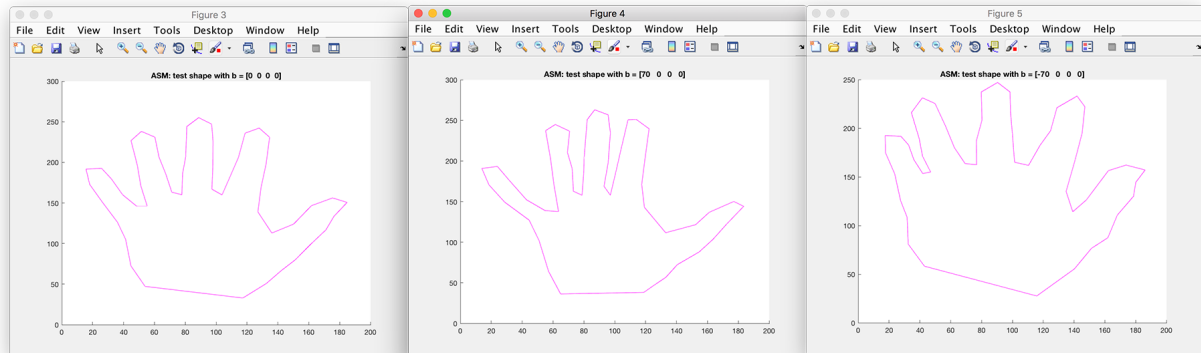 Figure 3
File Edit View Insert Tools Desktop Window Help
ASM: test shape with b = [0 0 0 0]
300
250
200
150
100
50
0
0 20 40 60 80 100 120 140 160 180 200
Figure 4
File Edit View Insert Tools Desktop Window Help
ASM: test shape with b = [70 0 0 0]
300
250
200
150
100
50
0
0 20 40 60 80 100 120 140 160 180 200
Figure 5
File Edit View Insert Tools Desktop Window Help
ASM: test shape with b = [-70 0 0 0]
250
200
150
100
50
0
0 20 40 60 80 100 120 140 160 180 200